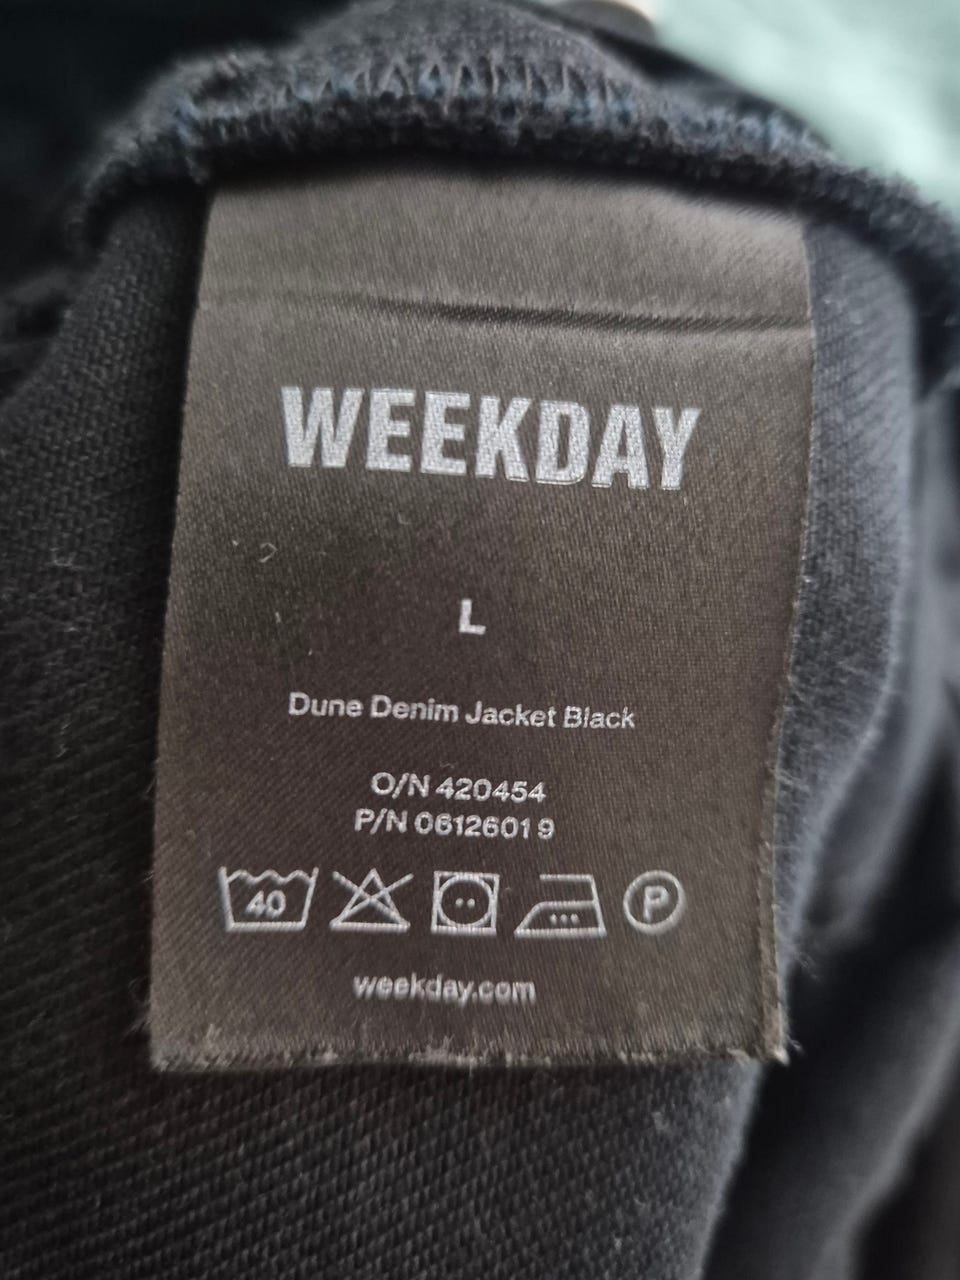 WEEKDAY
L
Dune Denim Jacket Black
O/N 420454
P/N 06126019
40
P
weekday.com